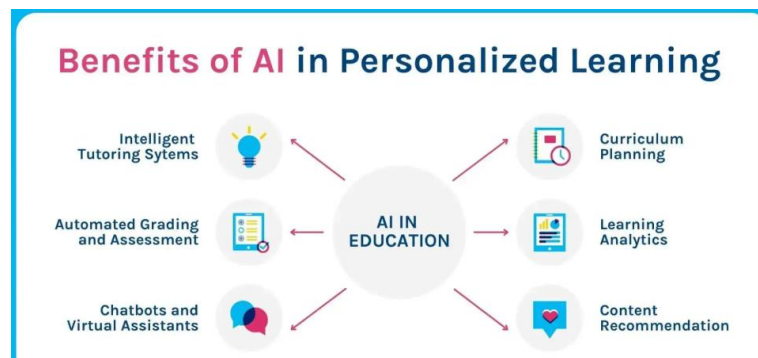 Benefits of AI in Personalized Learning
Intelligent
Tutoring Sytems
Curriculum
Planning
Automated Grading
and Assessment
AI IN
EDUCATION
Learning
Analytics
Chatbots and
Virtual Assistants
Content
Recommendation